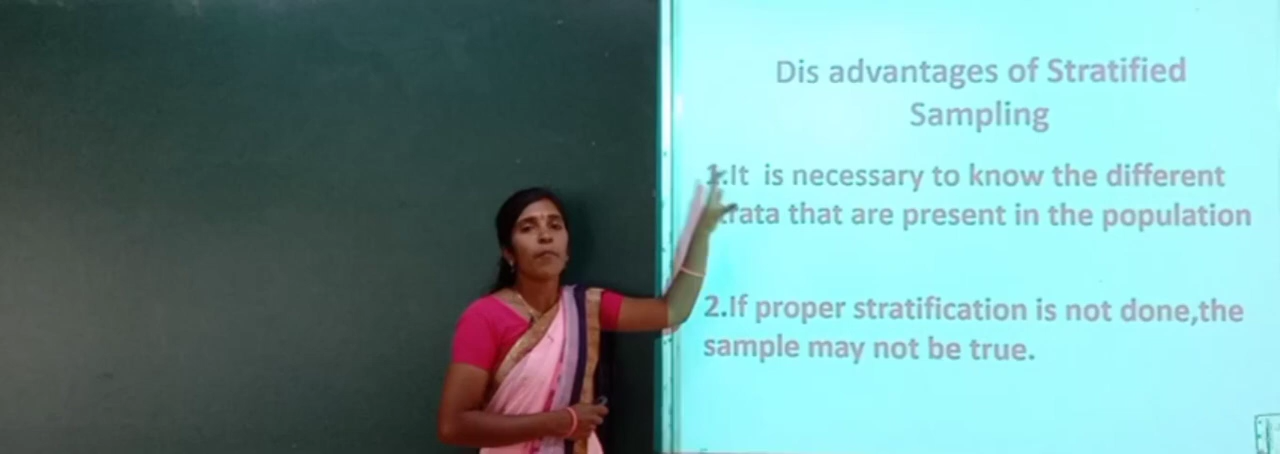 Dis advantages of Stratified
Sampling
1.It is necessary to know the different
rata that are present in the population
2.If proper stratification is not done,the
sample may not be true.